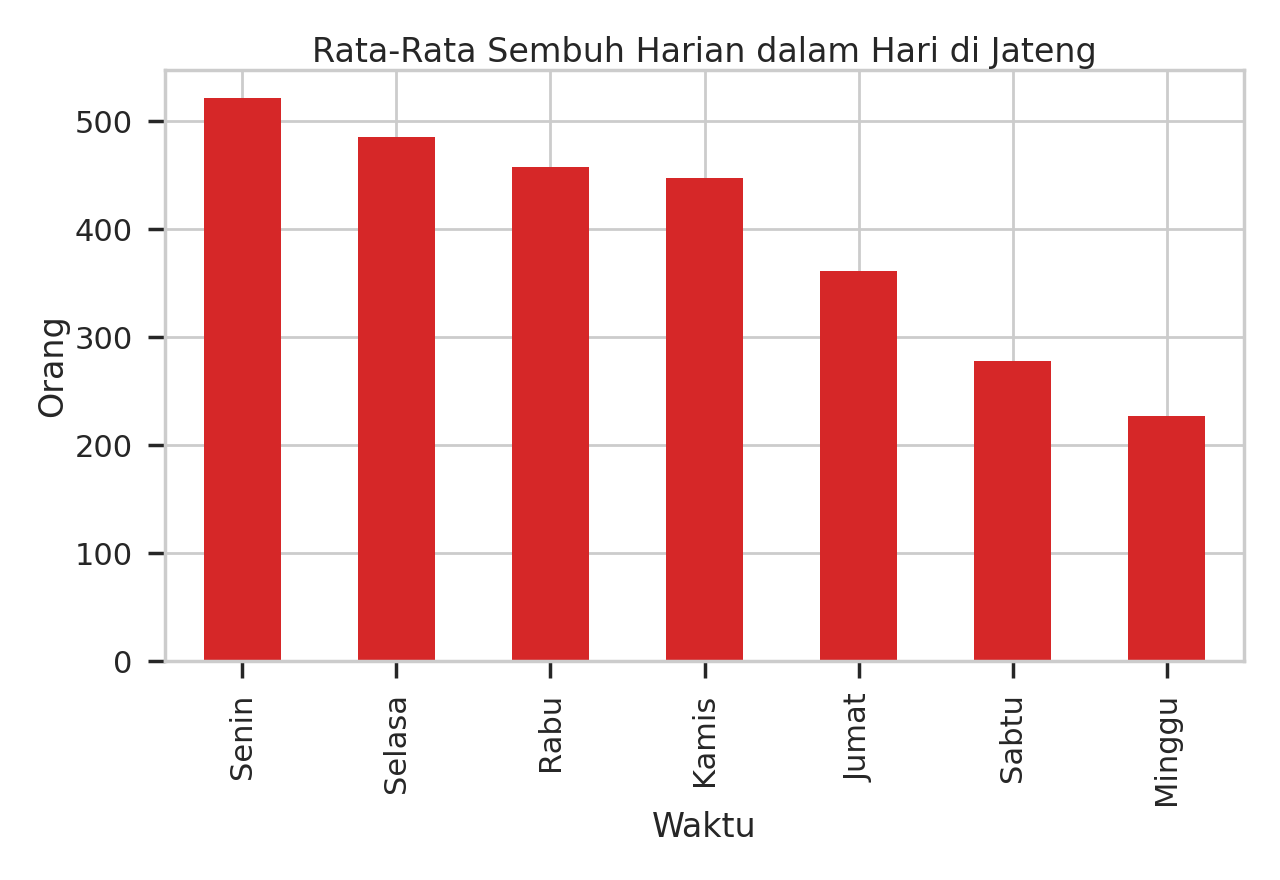 Rata-Rata Sembuh Harian dalam Hari di Jateng
Orang
500
400
300
200
100
0
Senin
Selasa
Rabu
Kamis
Jumat
Sabtu
Minggu
Waktu